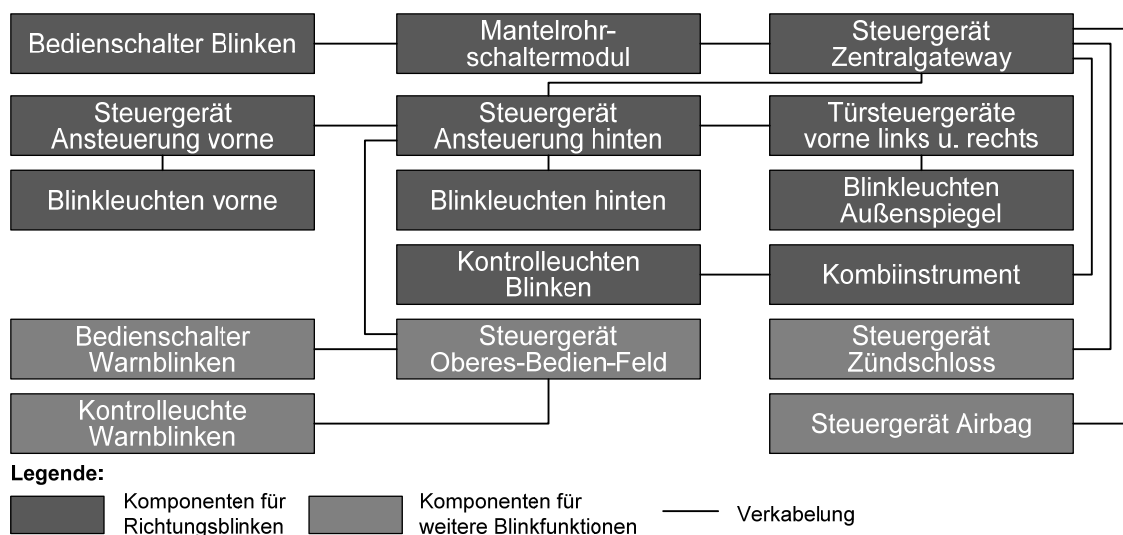 Bedienschalter Blinken
Mantelrohr-
schaltermodul
Steuergerät
Zentralgateway
Steuergerät
Ansteuerung vorne
Steuergerät
Ansteuerung hinten
Türsteuergeräte
vorne links u. rechts
Blinkleuchten vorne
Blinkleuchten hinten
Blinkleuchten
Außenspiegel
Kontrolleuchten
Blinken
Kombiinstrument
Bedienschalter
Warnblinken
Steuergerät
Oberes-Bedien-Feld
Steuergerät
Zündschloss
Kontrolleuchte
Warnblinken
Steuergerät Airbag
Legende:
Komponenten für
Richtungsblinken
Komponenten für
weitere Blinkfunktionen
Verkabelung